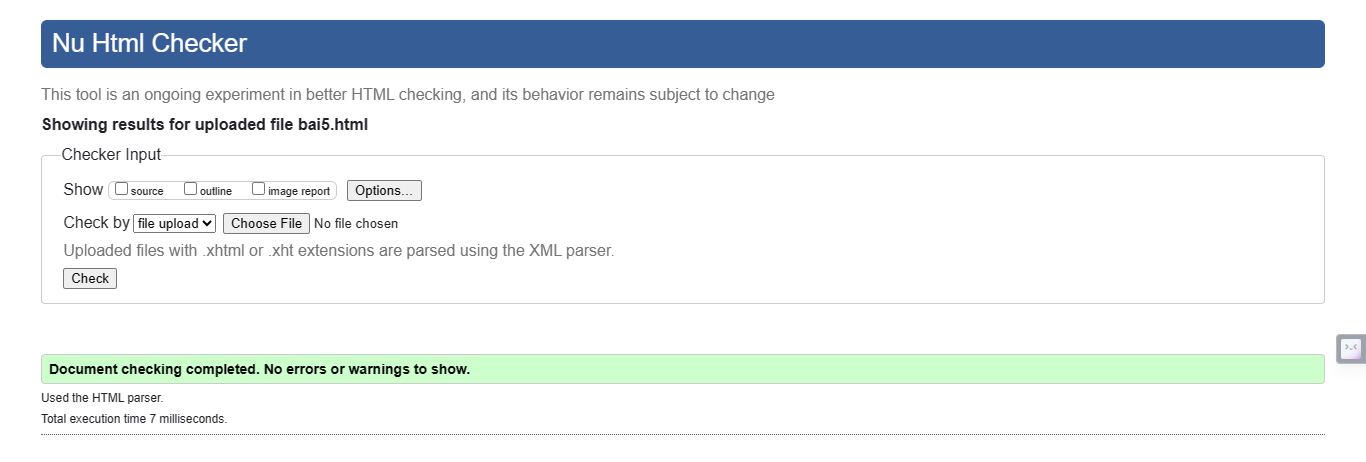 Nu Html Checker
This tool is an ongoing experiment in better HTML checking, and its behavior remains subject to change
Showing results for uploaded file bai5.html
Checker Input
Show source outline image report Options...
Check by file upload Choose File No file chosen
Uploaded files with .xhtml or .xht extensions are parsed using the XML parser.
Check
Document checking completed. No errors or warnings to show.
Used the HTML parser.
Total execution time 7 milliseconds.